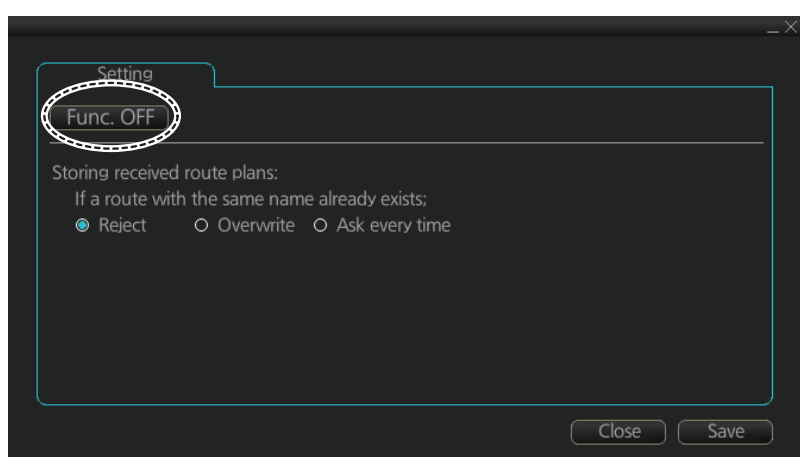 Setting
Func. OFF
Storing received route plans:
If a route with the same name already exists;
Reject Overwrite Ask every time
Close Save